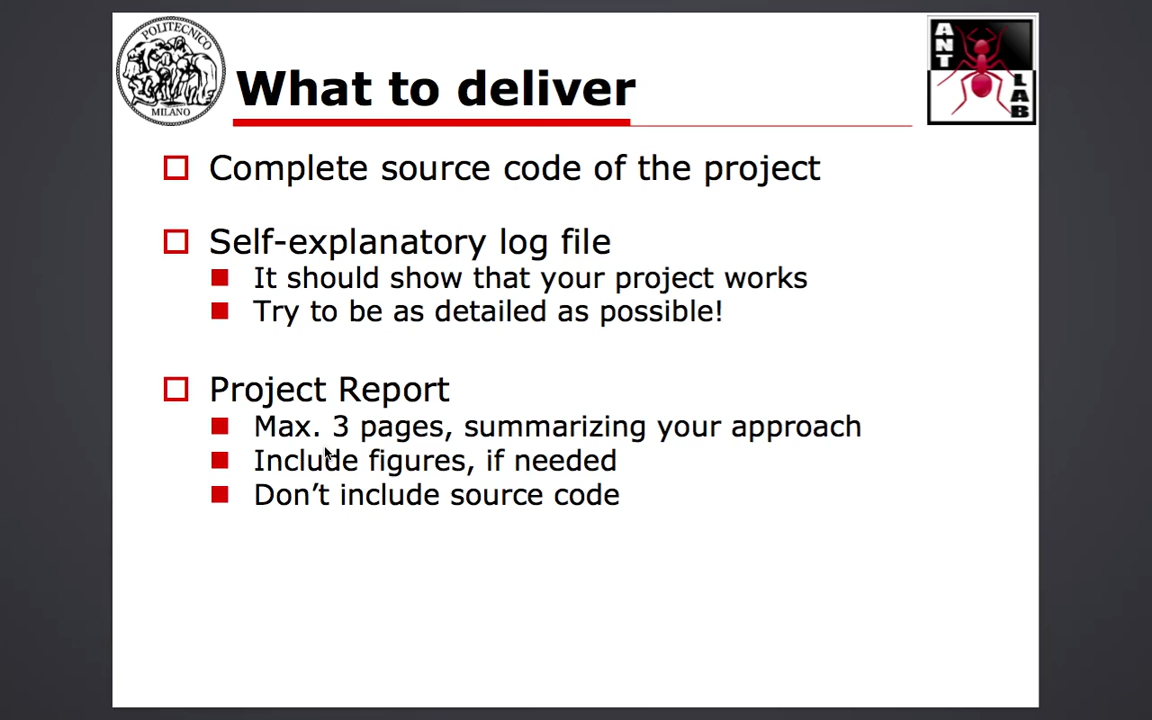 POLITECNICO
MILANO
What to deliver
ANT
LAB
Complete source code of the project
Self-explanatory log file
It should show that your project works
Try to be as detailed as possible!
Project Report
Max. 3 pages, summarizing your approach
Include figures, if needed
Don’t include source code